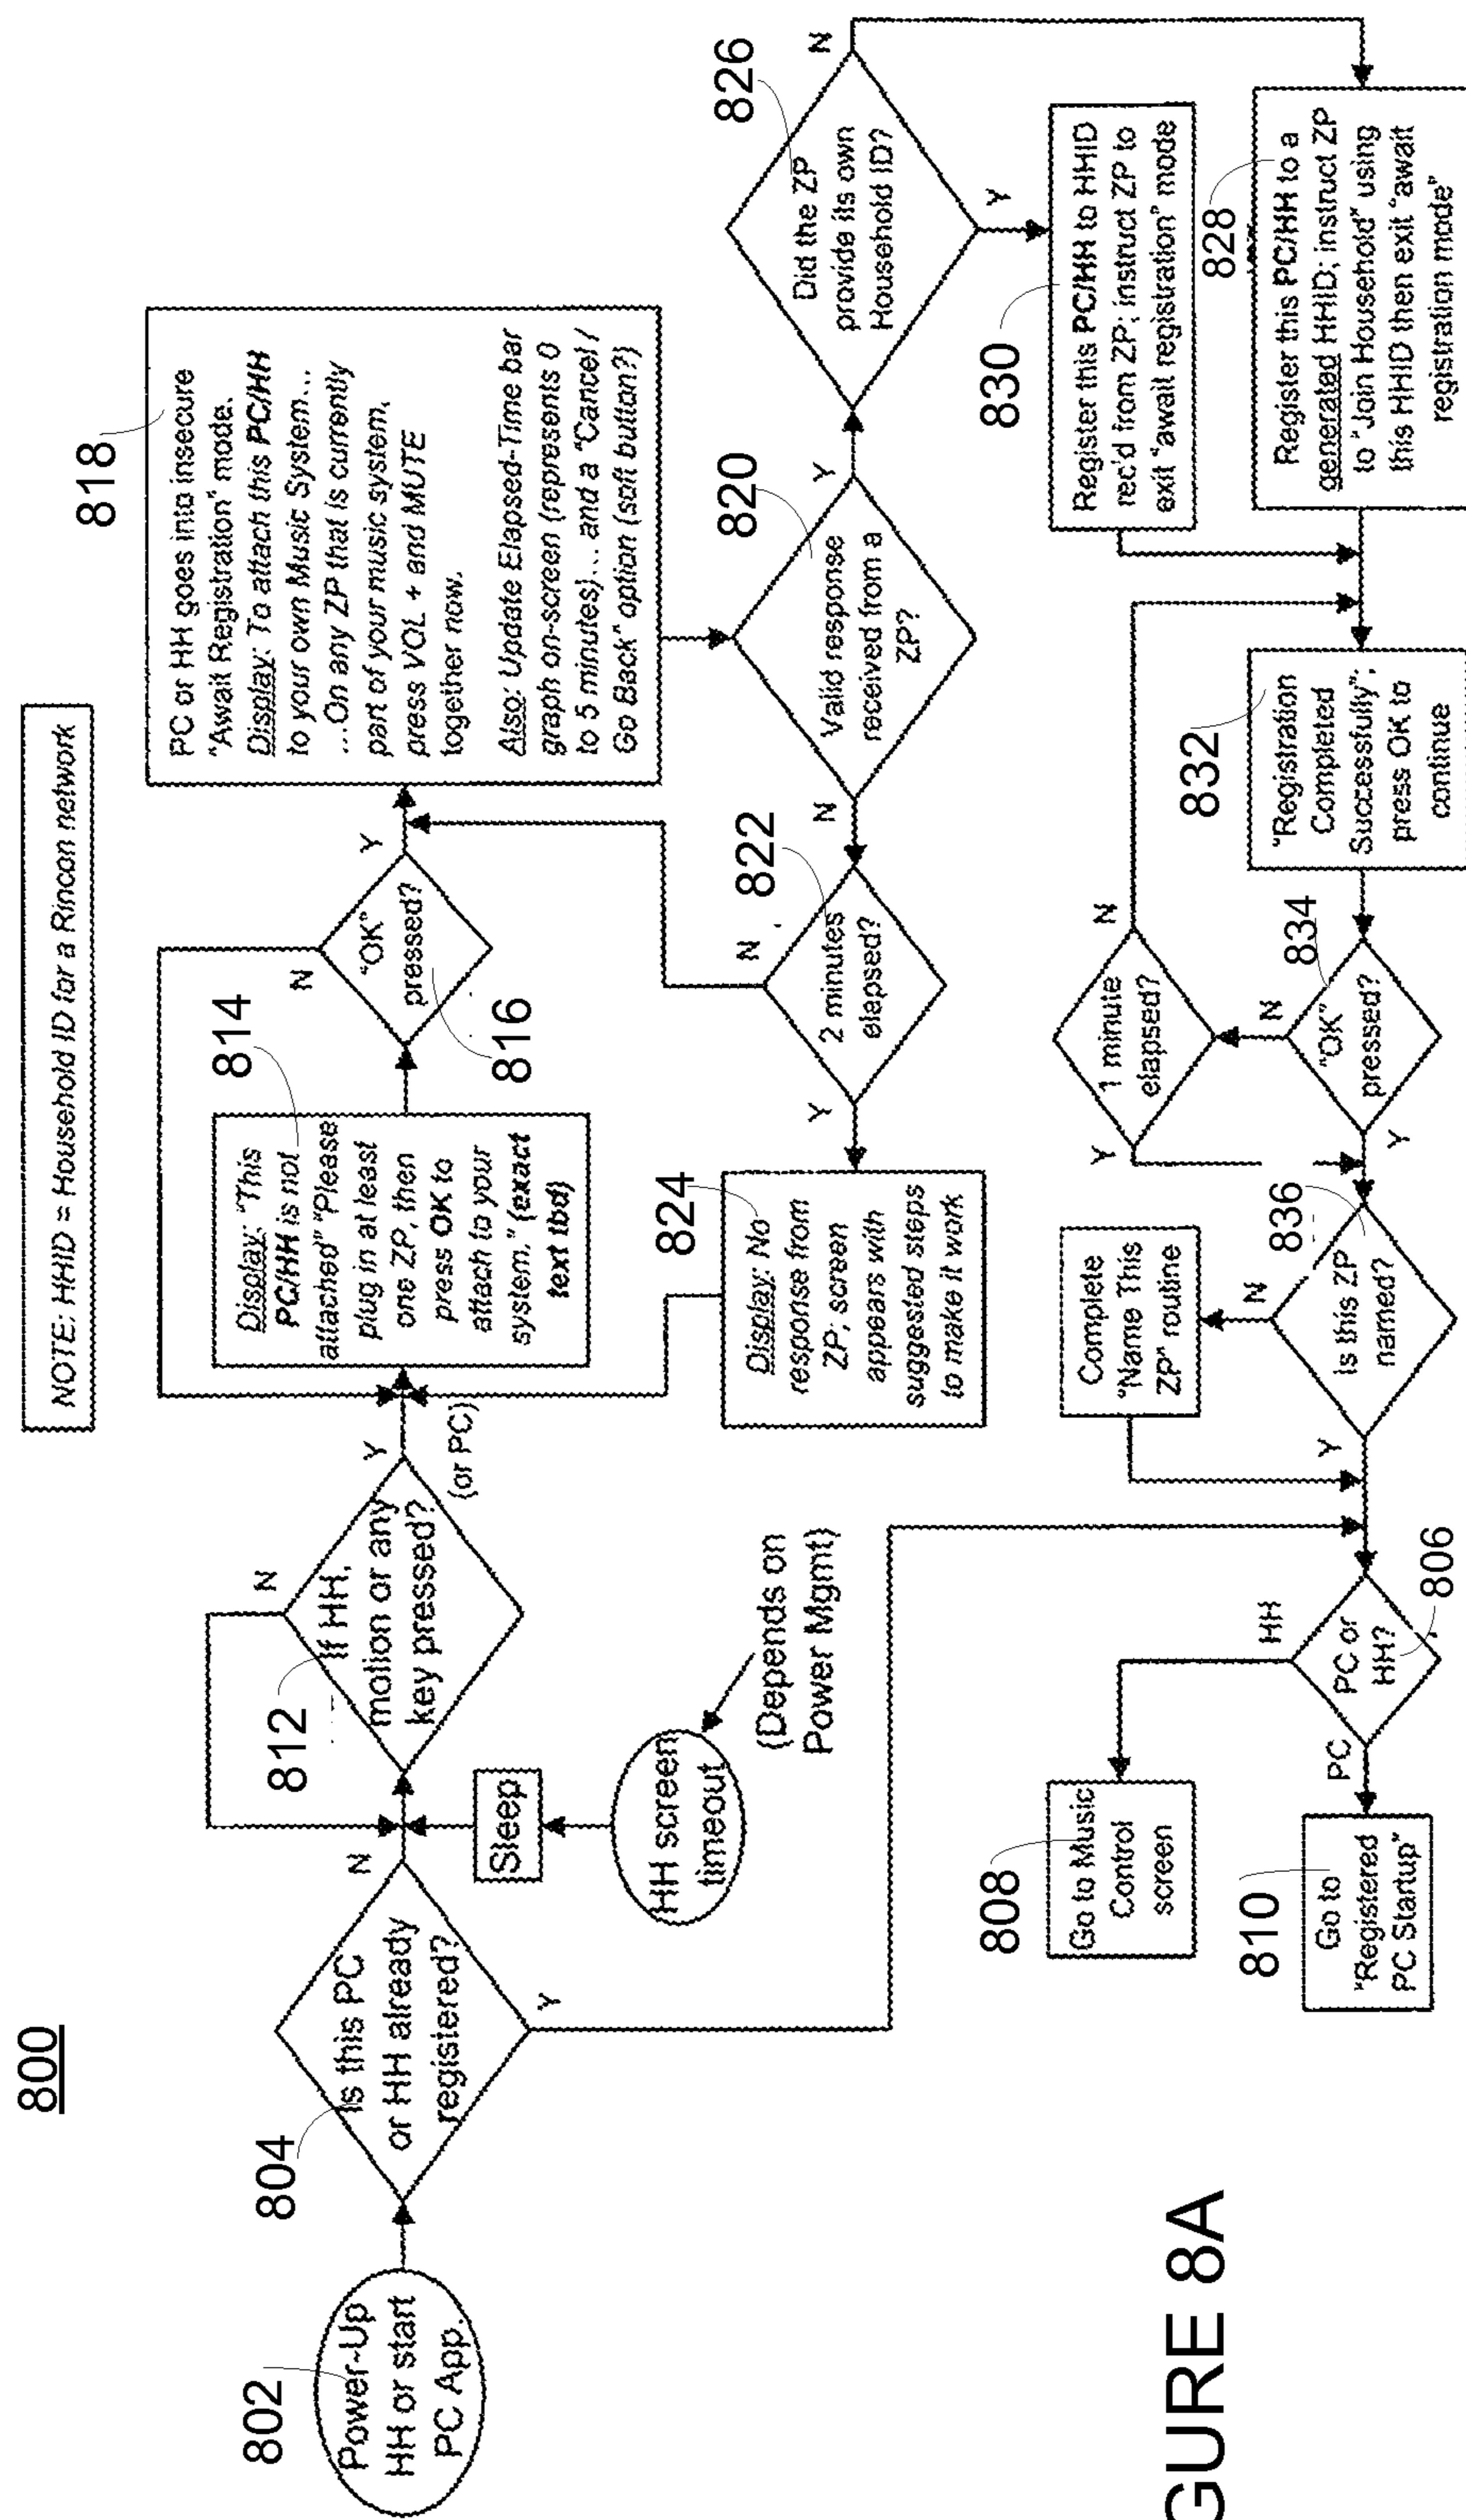 800
NOTE: HHID = Household ID for a Rincon network
802
Power-Up
HH or start
PC App.
804
Is this PC
or HH already
registered?
N
Y
Sleep
HH screen
timeout
(Depends on
Power Mgmt)
812
If HH,
motion or any
key pressed?
N
Y
(or PC)
814
Display: "This
PC/HH is not
attached" "Please
plug in at least
one ZP, then
press OK to
attach to your
system." (exact
text tbd)
816
"OK"
pressed?
N
Y
818
PC or HH goes into insecure
"Await Registration" mode.
Display: To attach this PC/HH
to your own Music System...
...On any ZP that is currently
part of your music system,
press VOL + and MUTE
together now.
Also: Update Elapsed-Time bar
graph on-screen (represents 0
to 5 minutes)... and a "Cancel /
Go Back" option (soft button?)
820
Valid response
received from a
ZP?
N
Y
822
2 minutes
elapsed?
N
Y
824
Display: No
response from
ZP; screen
appears with
suggested steps
to make it work
826
Did the ZP
provide its own
Household ID?
N
Y
830
Register this PC/HH to HHID
rec'd from ZP; instruct ZP to
exit "await registration" mode
828
Register this PC/HH to a
generated HHID; instruct ZP
to "Join Household" using
this HHID then exit "await
registration mode"
832
"Registration
Completed
Successfully";
press OK to
continue
834
"OK"
pressed?
N
Y
1 minute
elapsed?
N
Y
836
Is this ZP
named?
N
Y
Complete
"Name This
ZP" routine
806
PC or
HH?
HH
PC
808
Go to Music
Control
screen
810
Go to
"Registered
PC Startup"
GURE 8A